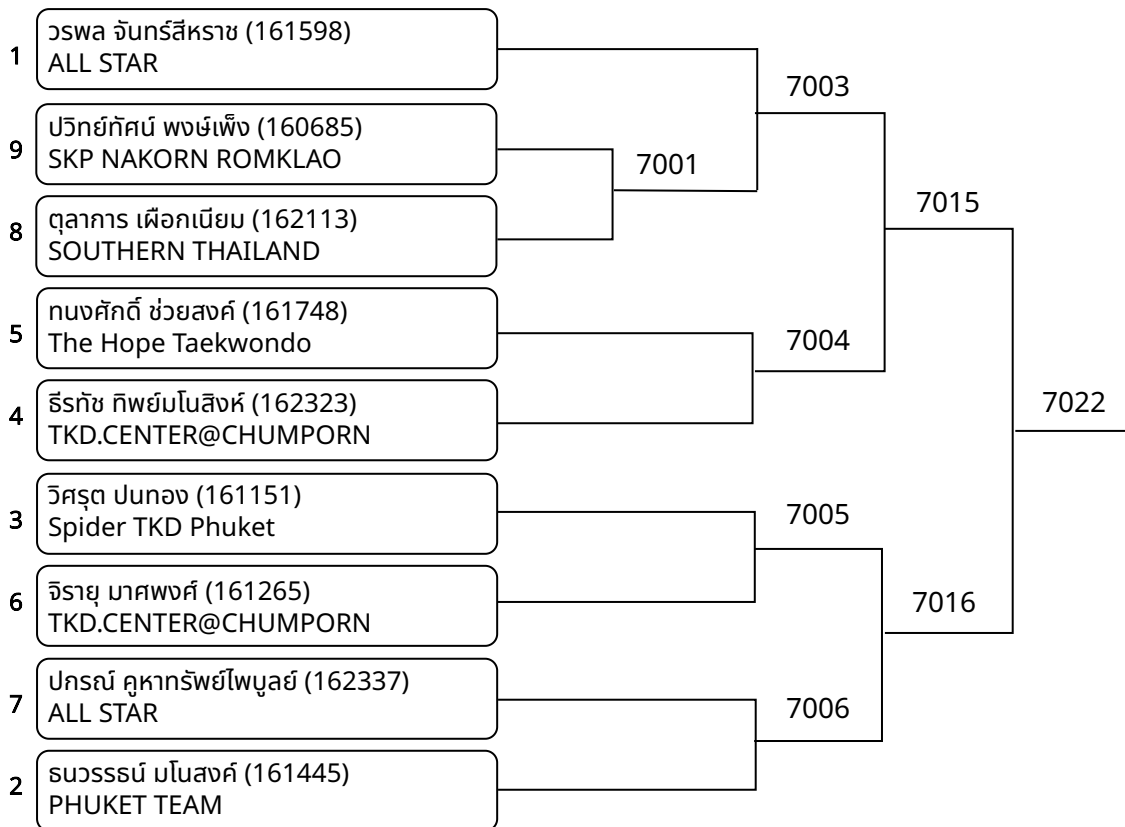 1
วรพล จันทร์สีหราช (161598)
ALL STAR
9
ปวิทย์ทัศน์ พงษ์เพ็ง (160685)
SKP NAKORN ROMKLAO
8
ตุลาการ เผือกเนียม (162113)
SOUTHERN THAILAND
5
ทนงศักดิ์ ช่วยสงค์ (161748)
The Hope Taekwondo
4
ธีรทัช ทิพย์มโนสิงห์ (162323)
TKD.CENTER@CHUMPORN
3
วิศรุต ปนทอง (161151)
Spider TKD Phuket
6
จิรายุ มาศพงศ์ (161265)
TKD.CENTER@CHUMPORN
7
ปกรณ์ คูหาทรัพย์ไพบูลย์ (162337)
ALL STAR
2
ธนวรรธน์ มโนสงค์ (161445)
PHUKET TEAM
7001
7003
7004
7005
7006
7015
7016
7022